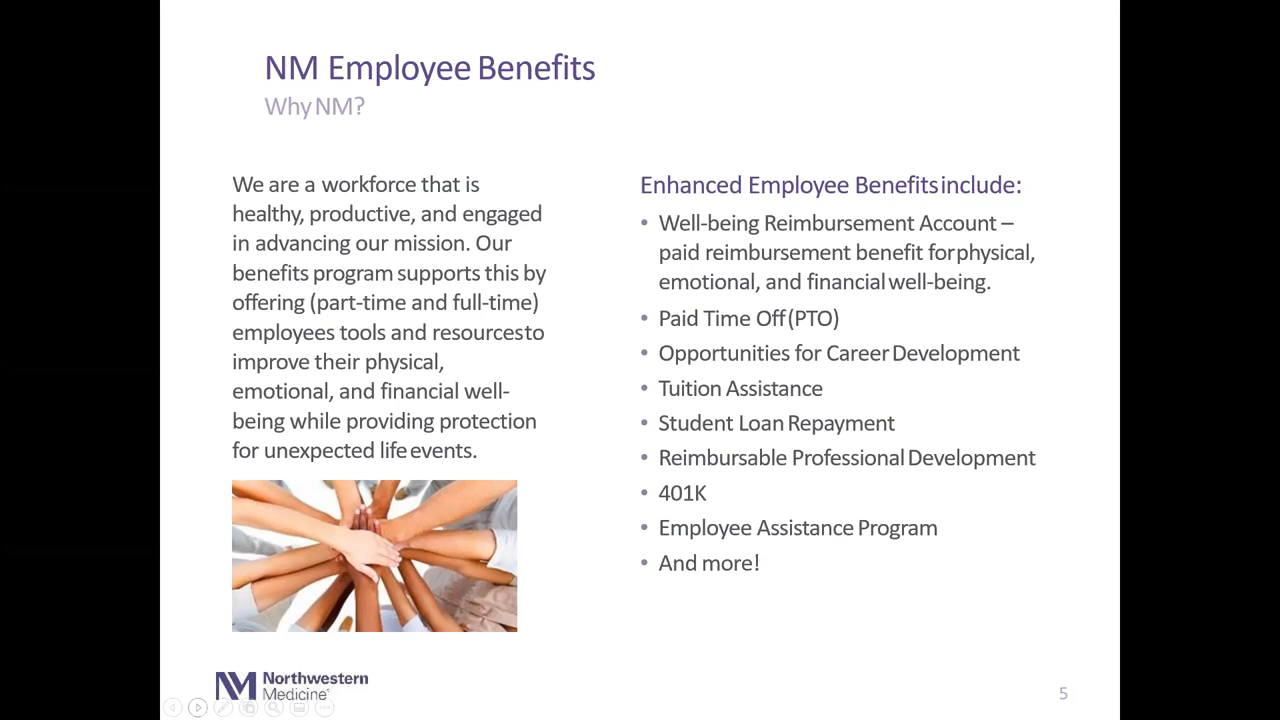 NM Employee Benefits
Why NM?
We are a workforce that is
healthy, productive, and engaged
in advancing our mission. Our
benefits program supports this by
offering (part-time and full-time)
employees tools and resources to
improve their physical,
emotional, and financial well-
being while providing protection
for unexpected life events.
Enhanced Employee Benefits include:
• Well-being Reimbursement Account –
paid reimbursement benefit for physical,
emotional, and financial well-being.
• Paid Time Off (PTO)
• Opportunities for Career Development
• Tuition Assistance
• Student Loan Repayment
• Reimbursable Professional Development
• 401K
• Employee Assistance Program
• And more!
NM Northwestern
Medicine®
5